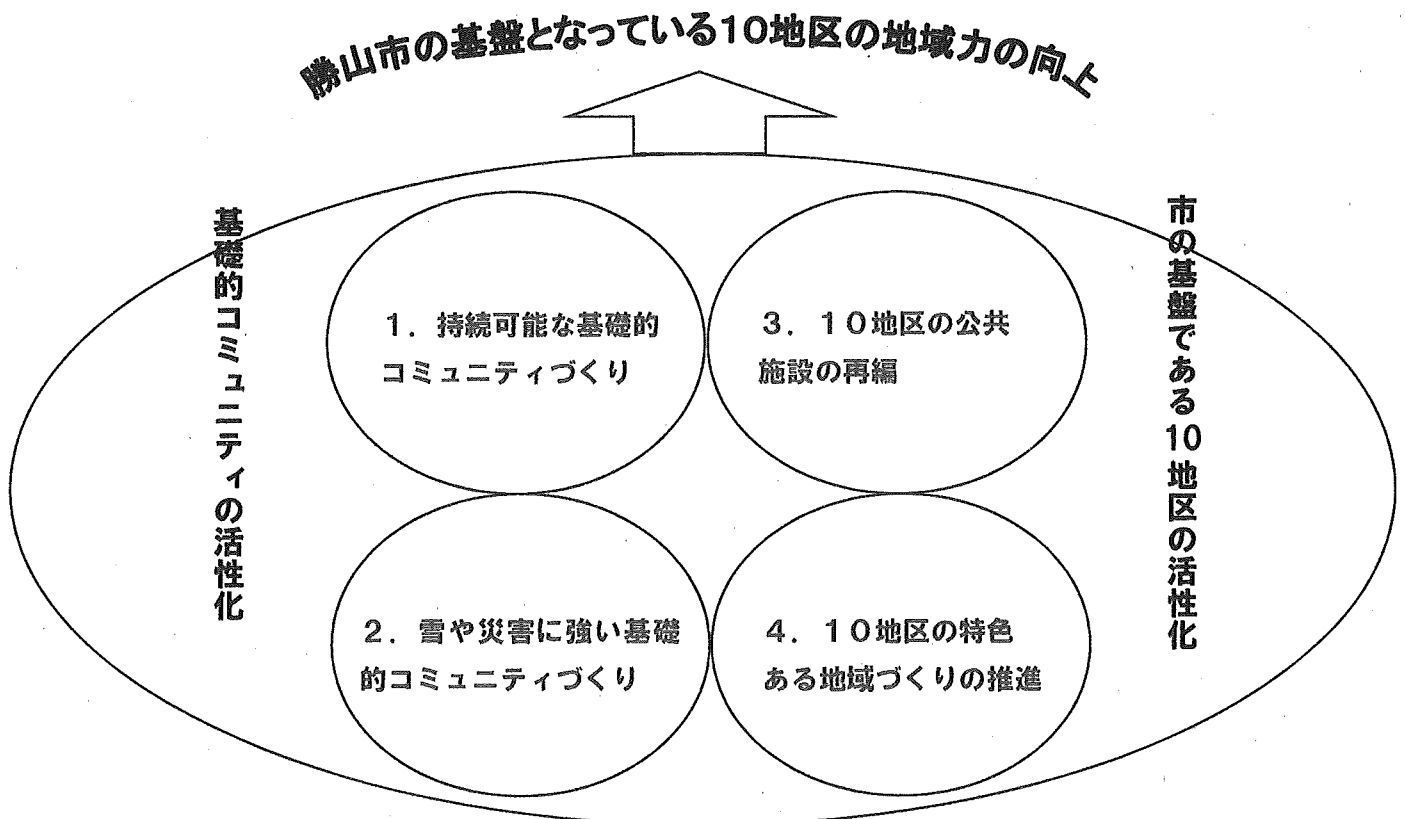 勝山市の基盤となっている10地区の地域力の向上
基礎的コミュニティの活性化
1．持続可能な基礎的
コミュニティづくり
2．雪や災害に強い基礎
的コミュニティづくり
3．10地区の公共
施設の再編
4．10地区の特色
ある地域づくりの推進
市の基盤である10地区の活性化